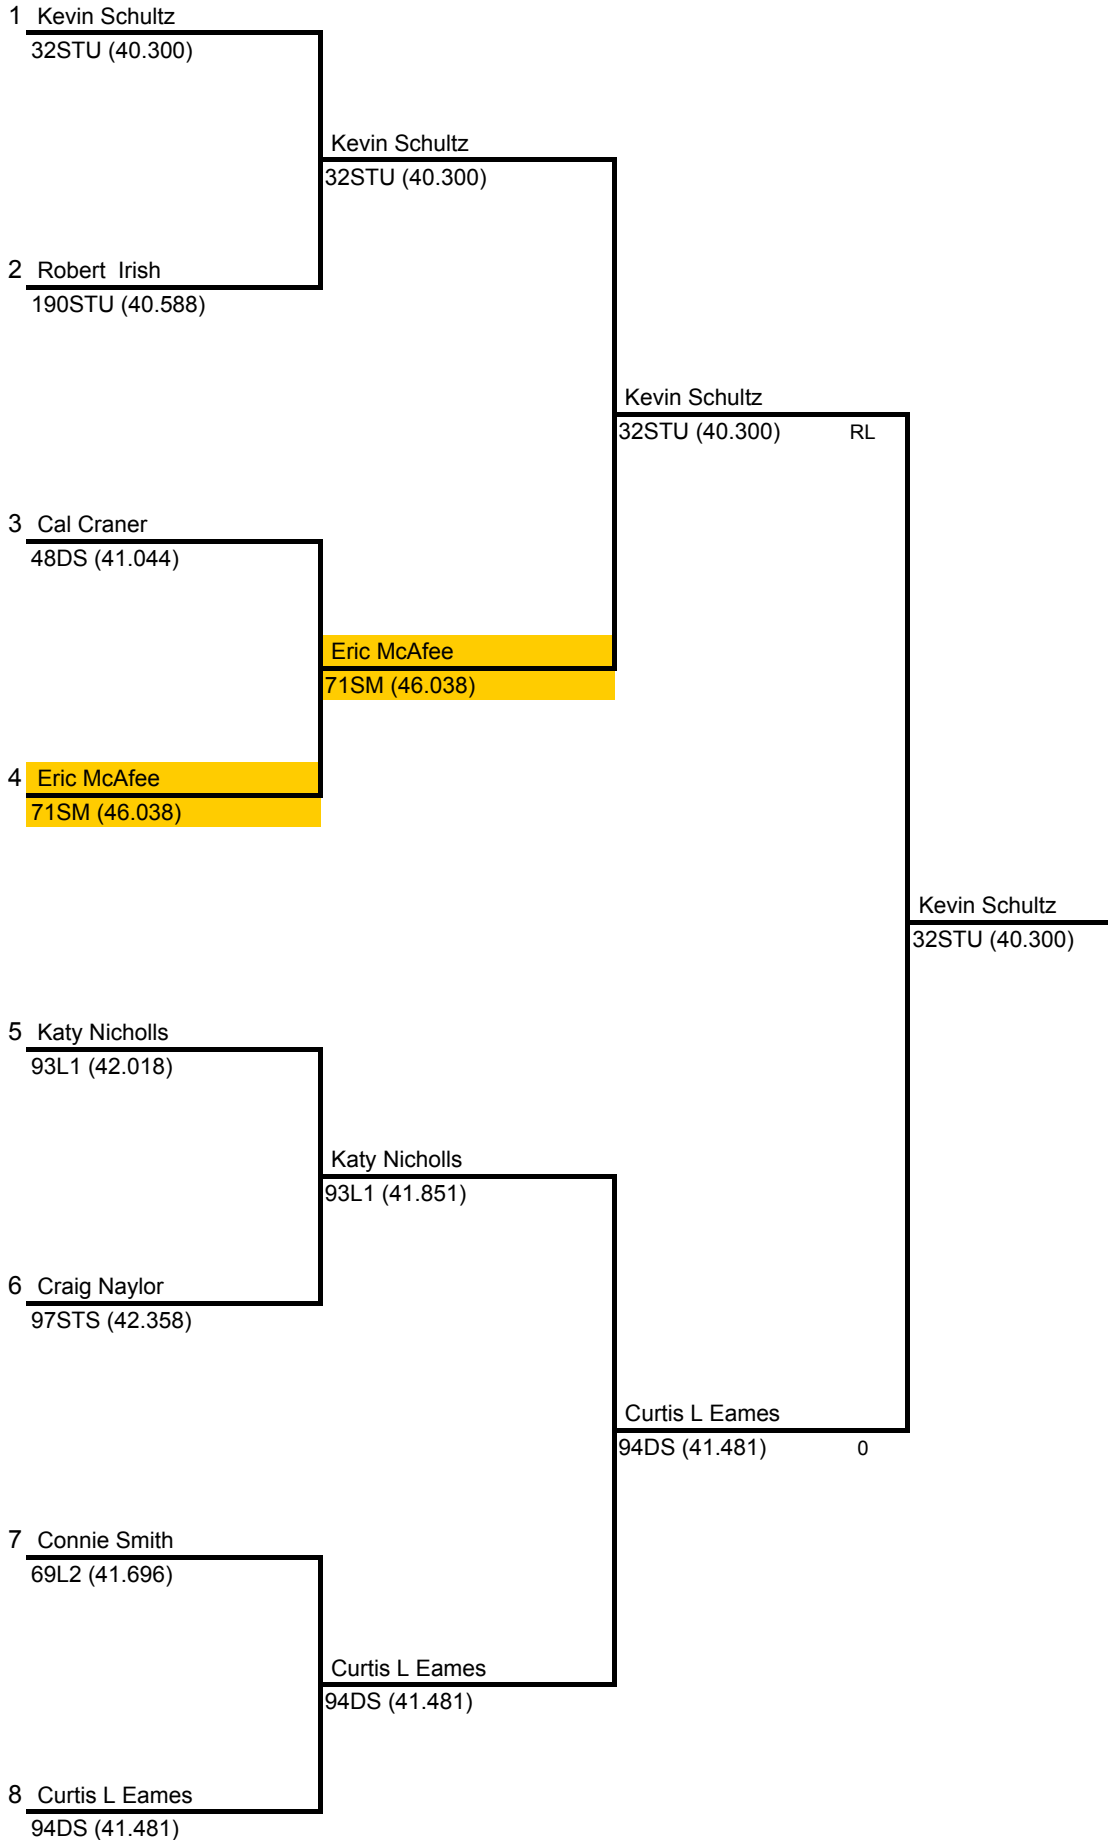 1 Kevin Schultz
32STU (40.300)
Kevin Schultz
32STU (40.300)
2 Robert Irish
190STU (40.588)
Kevin Schultz
32STU (40.300) RL
3 Cal Craner
48DS (41.044)
Eric McAfee
71SM (46.038)
4 Eric McAfee
71SM (46.038)
Kevin Schultz
32STU (40.300)
5 Katy Nicholls
93L1 (42.018)
Katy Nicholls
93L1 (41.851)
6 Craig Naylor
97STS (42.358)
Curtis L Eames
94DS (41.481) 0
7 Connie Smith
69L2 (41.696)
Curtis L Eames
94DS (41.481)
8 Curtis L Eames
94DS (41.481)